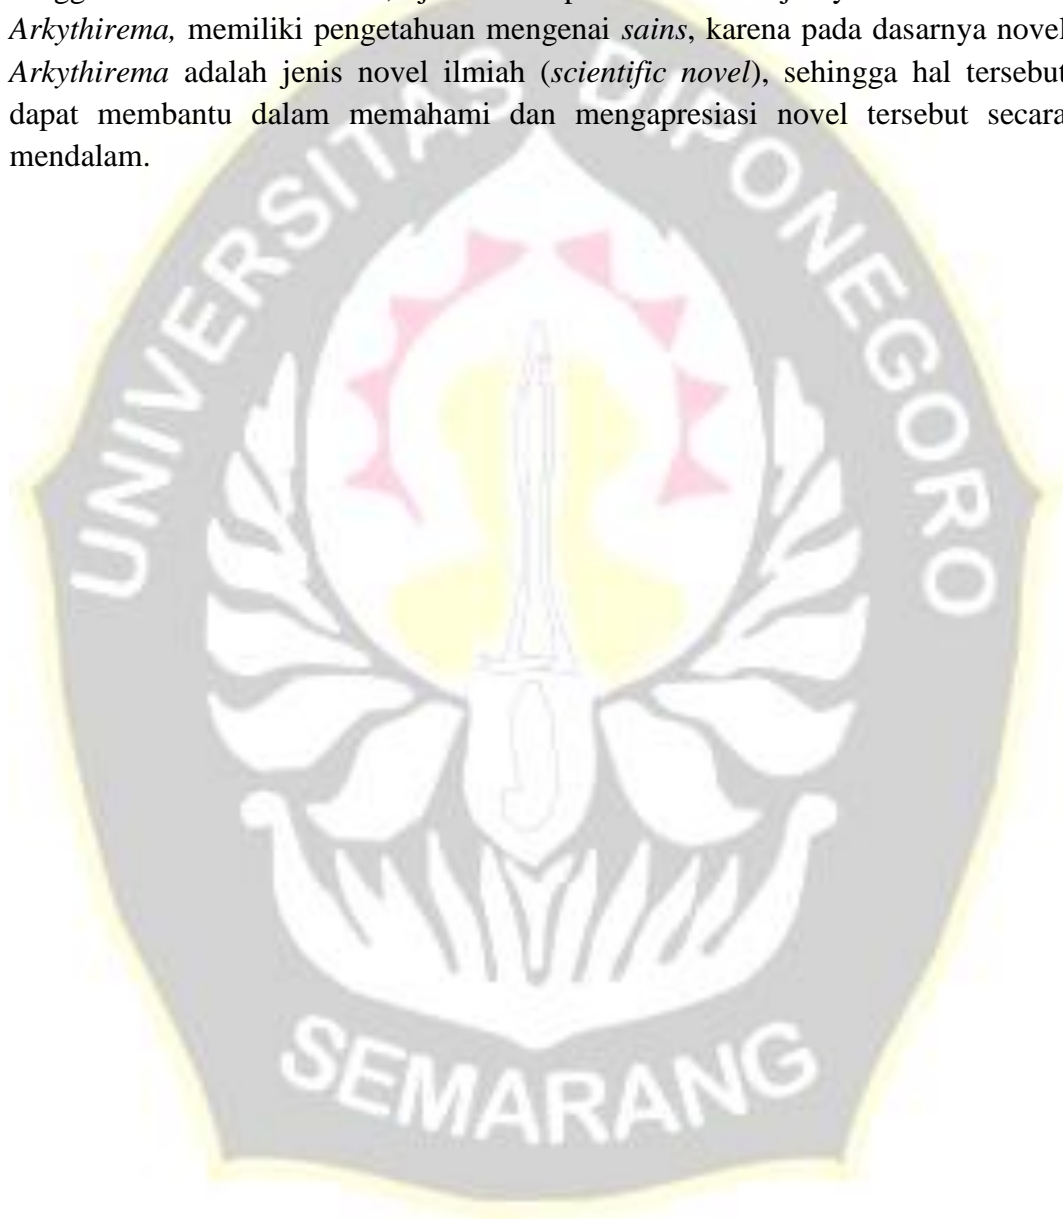 Arkythirema, memiliki pengetahuan mengenai sains, karena pada dasarnya novel
Arkythirema adalah jenis novel ilmiah (scientific novel), sehingga hal tersebut
dapat membantu dalam memahami dan mengapresiasi novel tersebut secara
mendalam.
UNIVERSITAS DIPONEGORO
SEMARANG